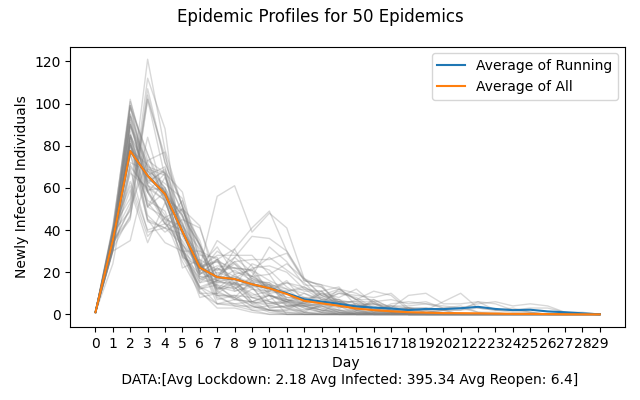 Epidemic Profiles for 50 Epidemics
Average of Running
Average of All
Newly Infected Individuals
120
100
80
60
40
20
0
0 1 2 3 4 5 6 7 8 9 10 11 12 13 14 15 16 17 18 19 20 21 22 23 24 25 26 27 28 29
Day
DATA:[Avg Lockdown: 2.18 Avg Infected: 395.34 Avg Reopen: 6.4]